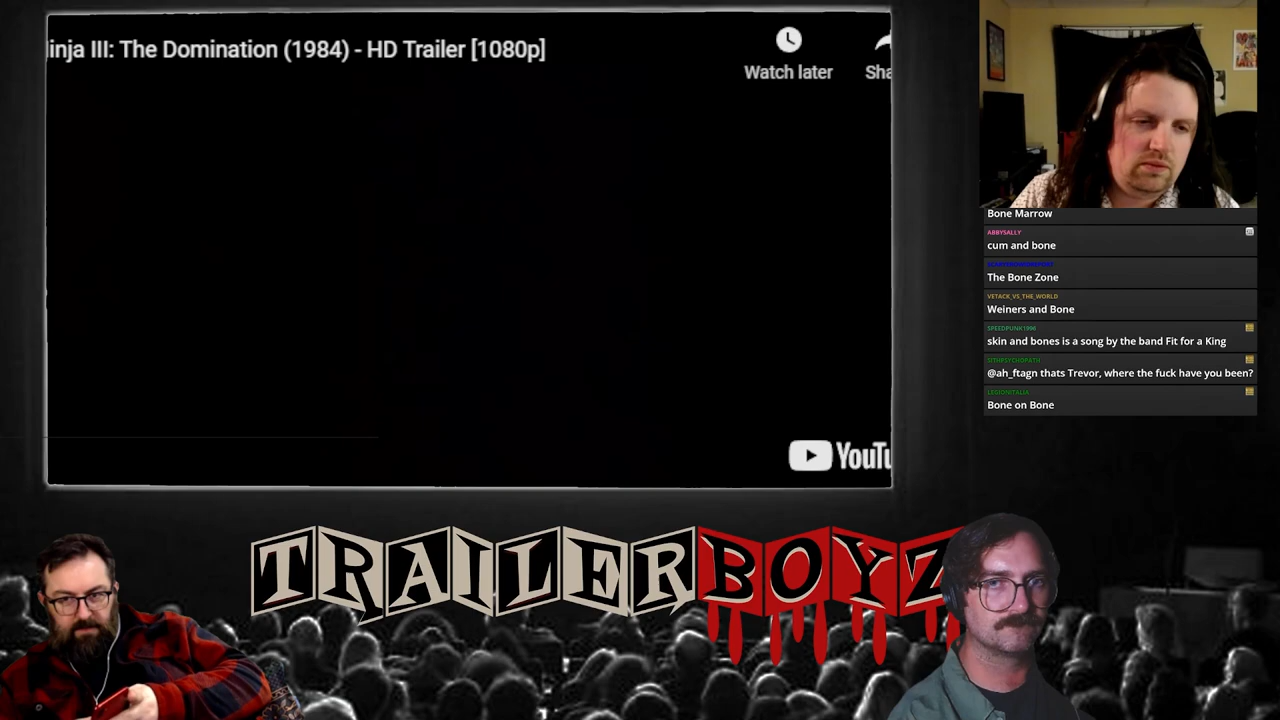 inja III: The Domination (1984) - HD Trailer [1080p]
Watch later
Sha
YouTu
Bone Marrow
ABBYSALLY
cum and bone
The Bone Zone
VETACK_VS_THE_WORLD
Weiners and Bone
SPEEDPUNK1996
skin and bones is a song by the band Fit for a King
SITHPSYCHOPATH
@ah_ftagn thats Trevor, where the fuck have you been?
LEGIONITALIA
Bone on Bone
TRAILERBOYZ